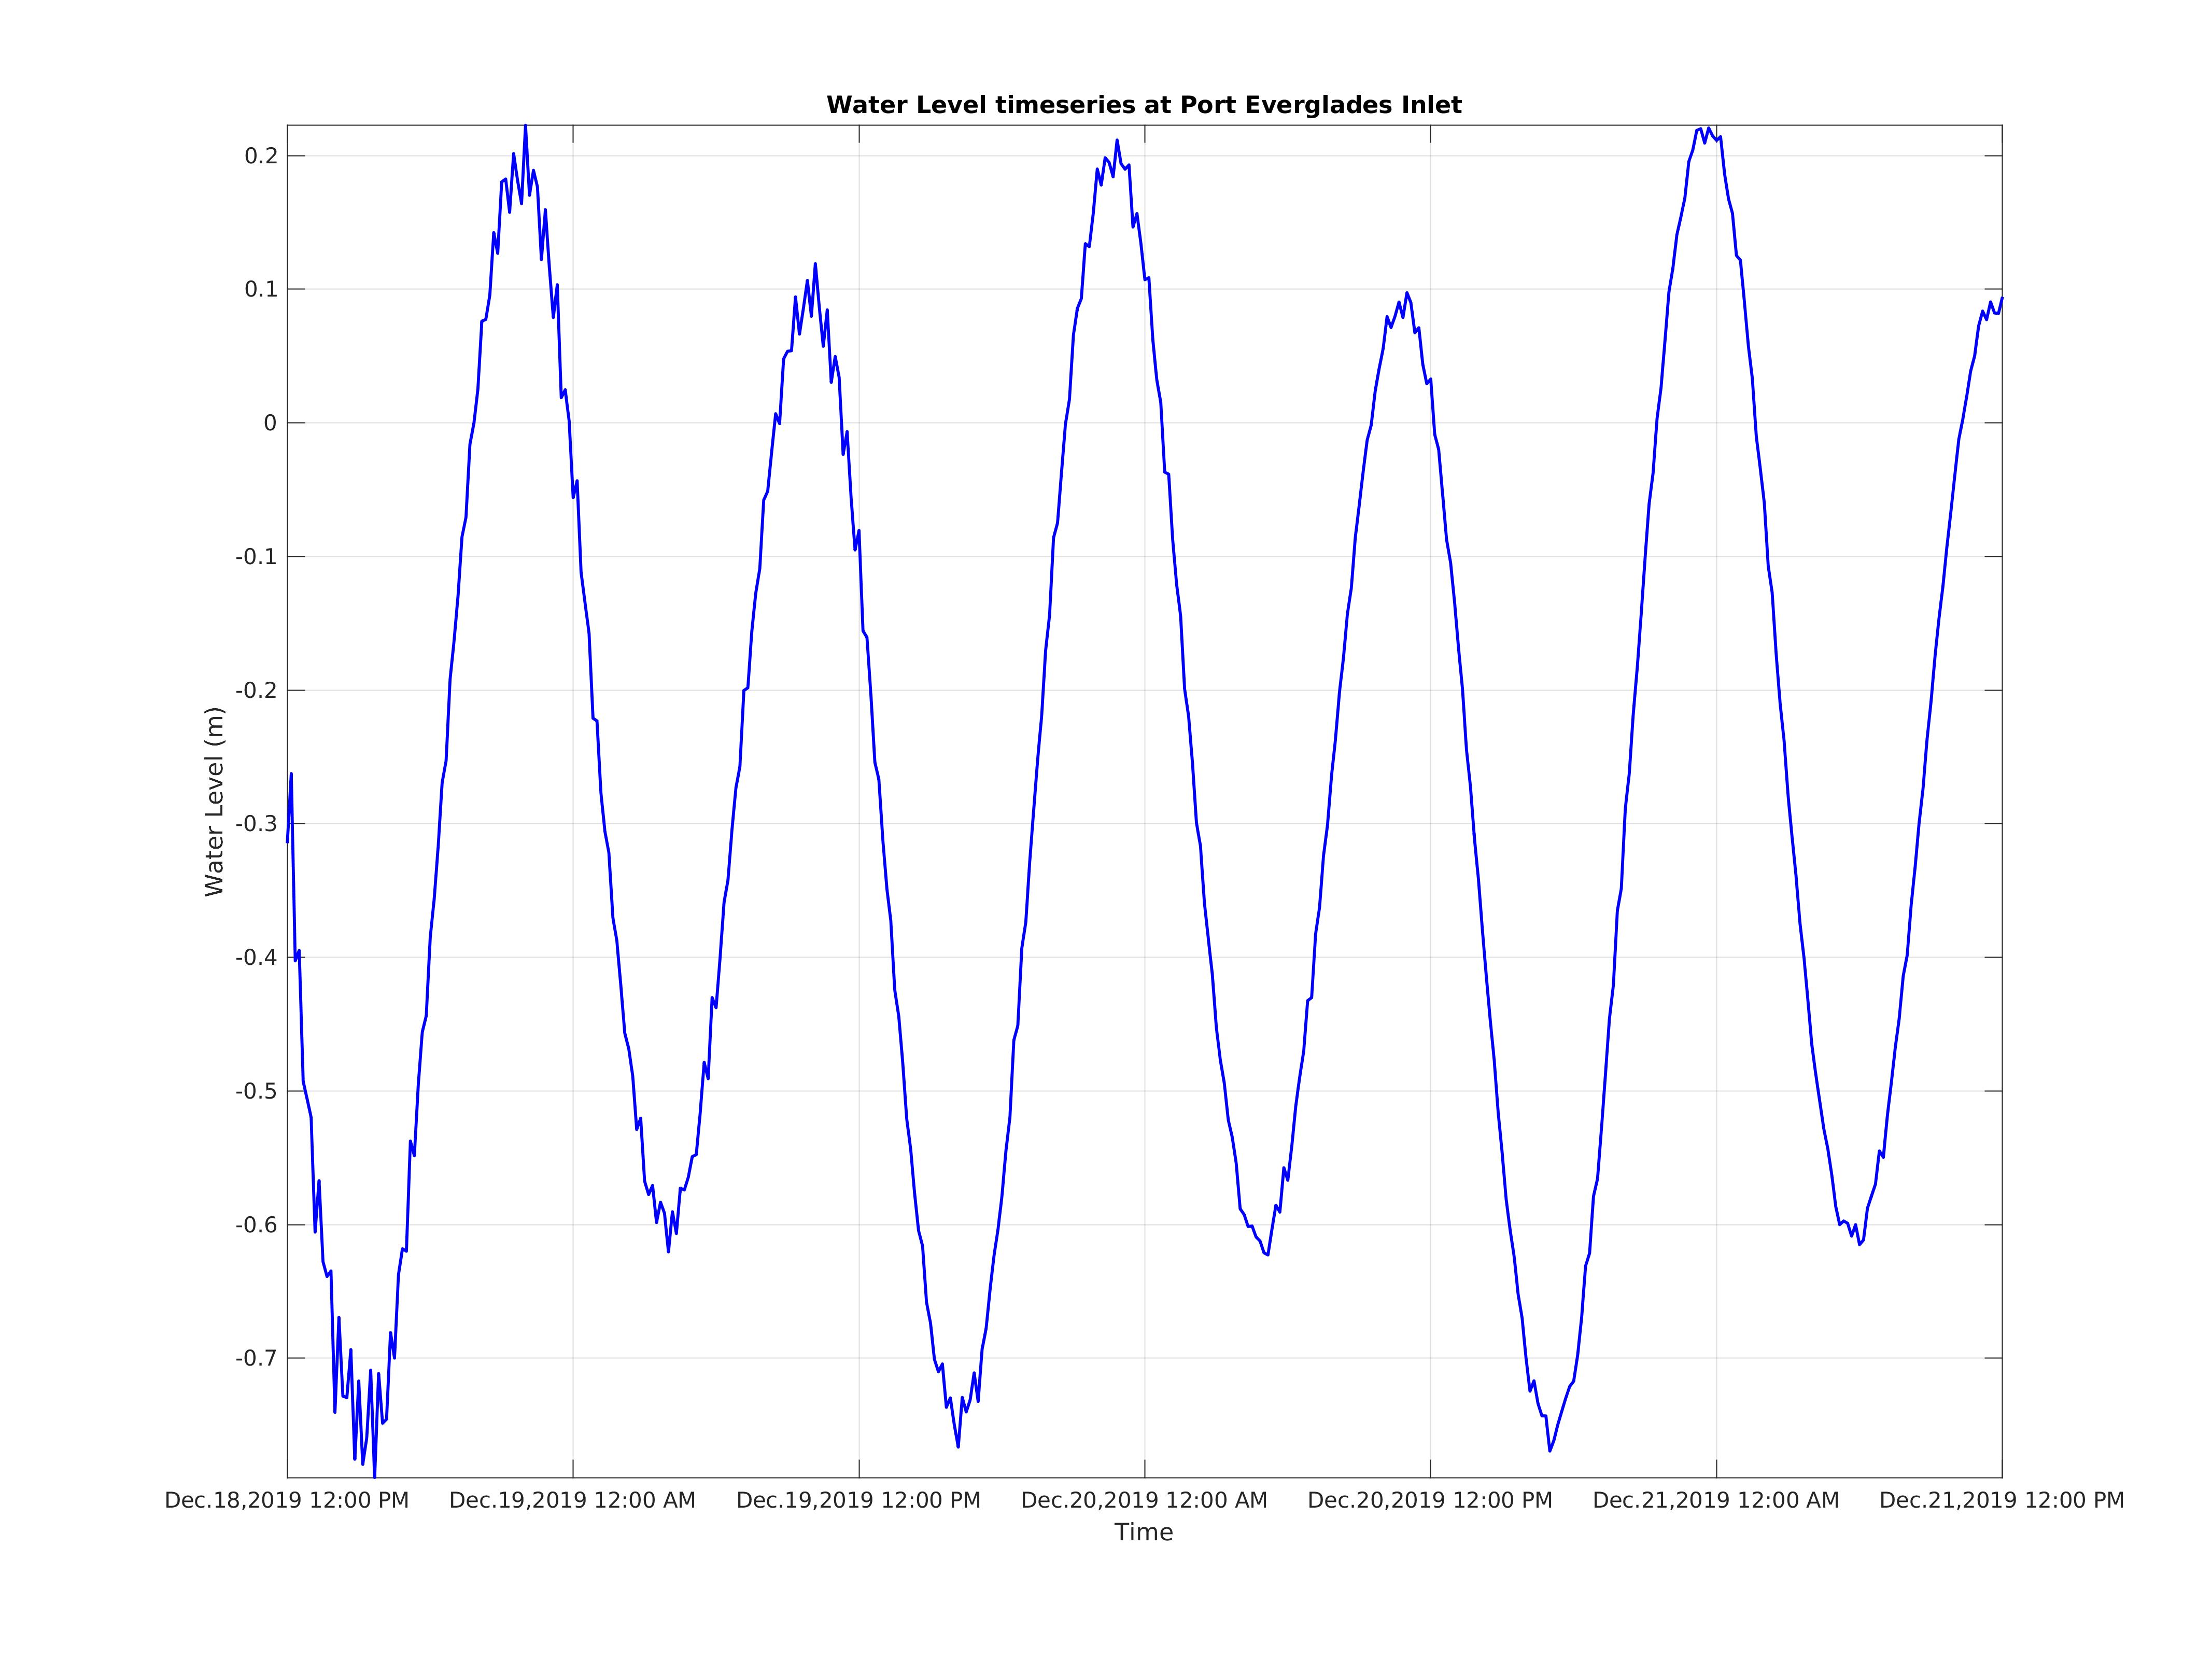 Water Level timeseries at Port Everglades Inlet
0.2
0.1
0
-0.1
-0.2
-0.3
-0.4
-0.5
-0.6
-0.7
Water Level (m)
Dec.18,2019 12:00 PM
Dec.19,2019 12:00 AM
Dec.19,2019 12:00 PM
Dec.20,2019 12:00 AM
Dec.20,2019 12:00 PM
Dec.21,2019 12:00 AM
Dec.21,2019 12:00 PM
Time